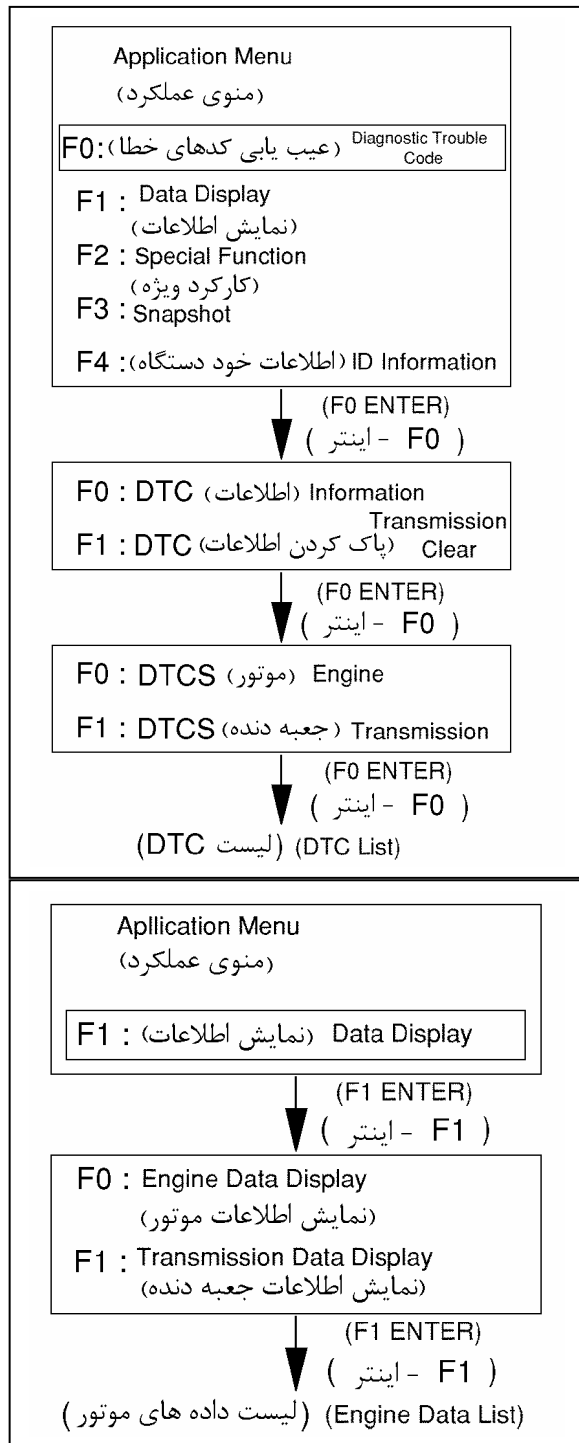 Application Menu
(منوی عملکرد)
F0: (عیب یابی کدهای خطا) Diagnostic Trouble Code
F1 : Data Display
(نمایش اطلاعات)
F2 : Special Function
(کارکرد ویژه)
F3 : Snapshot
F4 : (اطلاعات خود دستگاه) ID Information
(F0 ENTER)
( F0 - اینتر )
F0 : DTC (اطلاعات) Information
F1 : DTC (پاک کردن اطلاعات) Transmission Clear
(F0 ENTER)
( F0 - اینتر )
F0 : DTCS (موتور) Engine
F1 : DTCS (جعبه دنده) Transmission
(F0 ENTER)
( F0 - اینتر )
(لیست DTC) (DTC List)
Apllication Menu
(منوی عملکرد)
F1 : (نمایش اطلاعات) Data Display
(F1 ENTER)
( F1 - اینتر )
F0 : Engine Data Display
(نمایش اطلاعات موتور)
F1 : Transmission Data Display
(نمایش اطلاعات جعبه دنده)
(F1 ENTER)
( F1 - اینتر )
(لیست داده های موتور) (Engine Data List)